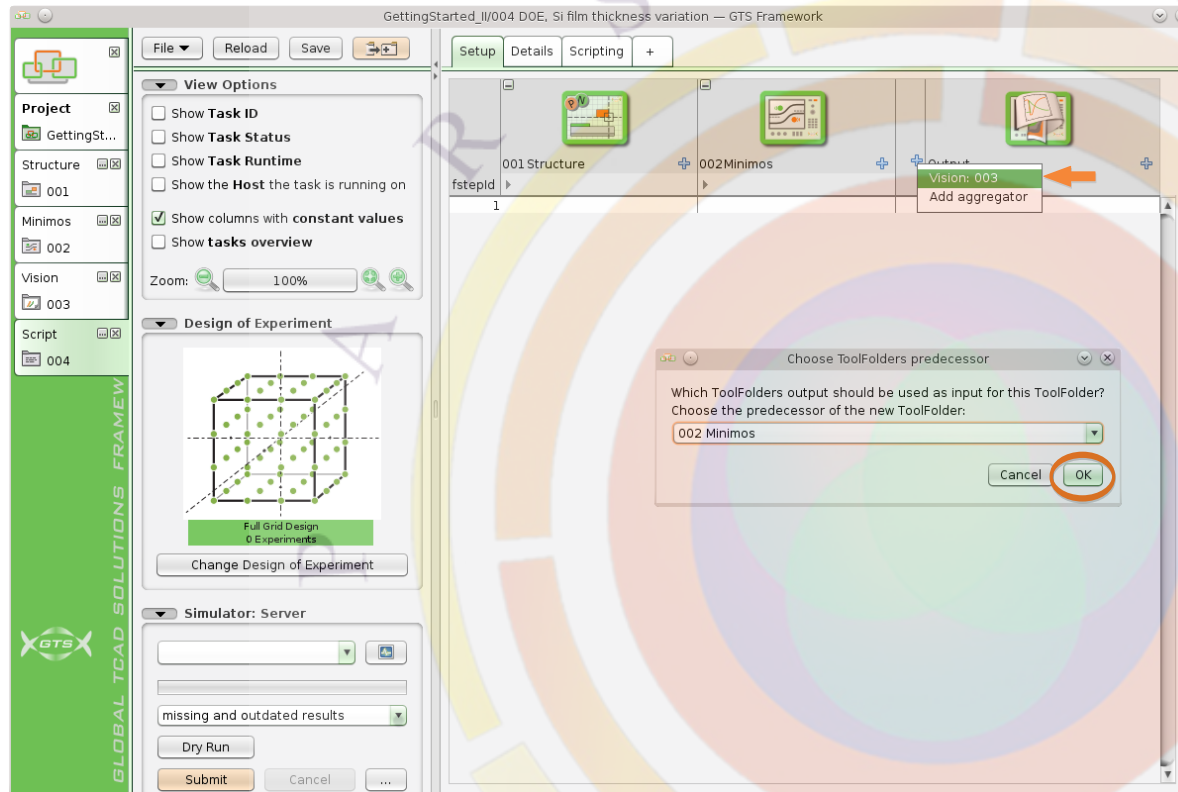 GettingStarted_II/004 DOE, Si film thickness variation — GTS Framework
Project
GettingSt...
Structure
001
Minimos
002
Vision
003
Script
004
GLOBAL TCAD SOLUTIONS FRAMEW
GTS
File
Reload
Save
View Options
Show Task ID
Show Task Status
Show Task Runtime
Show the Host the task is running on
Show columns with constant values
Show tasks overview
Zoom:
100%
Design of Experiment
Full Grid Design
0 Experiments
Change Design of Experiment
Simulator: Server
missing and outdated results
Dry Run
Submit
Cancel
...
Setup
Details
Scripting
+
P N
001 Structure
002 Minimos
Output
fstepId
1
Vision: 003
Add aggregator
Choose ToolFolders predecessor
Which ToolFolders output should be used as input for this ToolFolder?
Choose the predecessor of the new ToolFolder:
002 Minimos
Cancel
OK